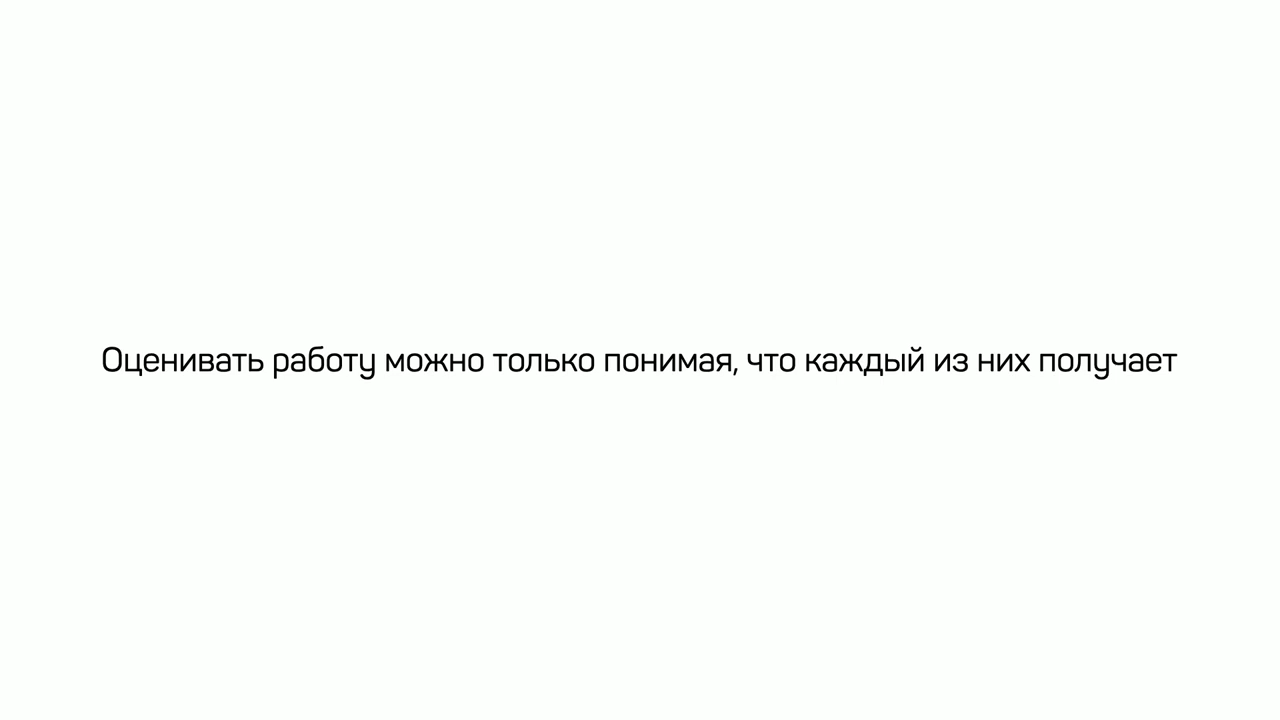 Оценивать работу можно только понимая, что каждый из них получает